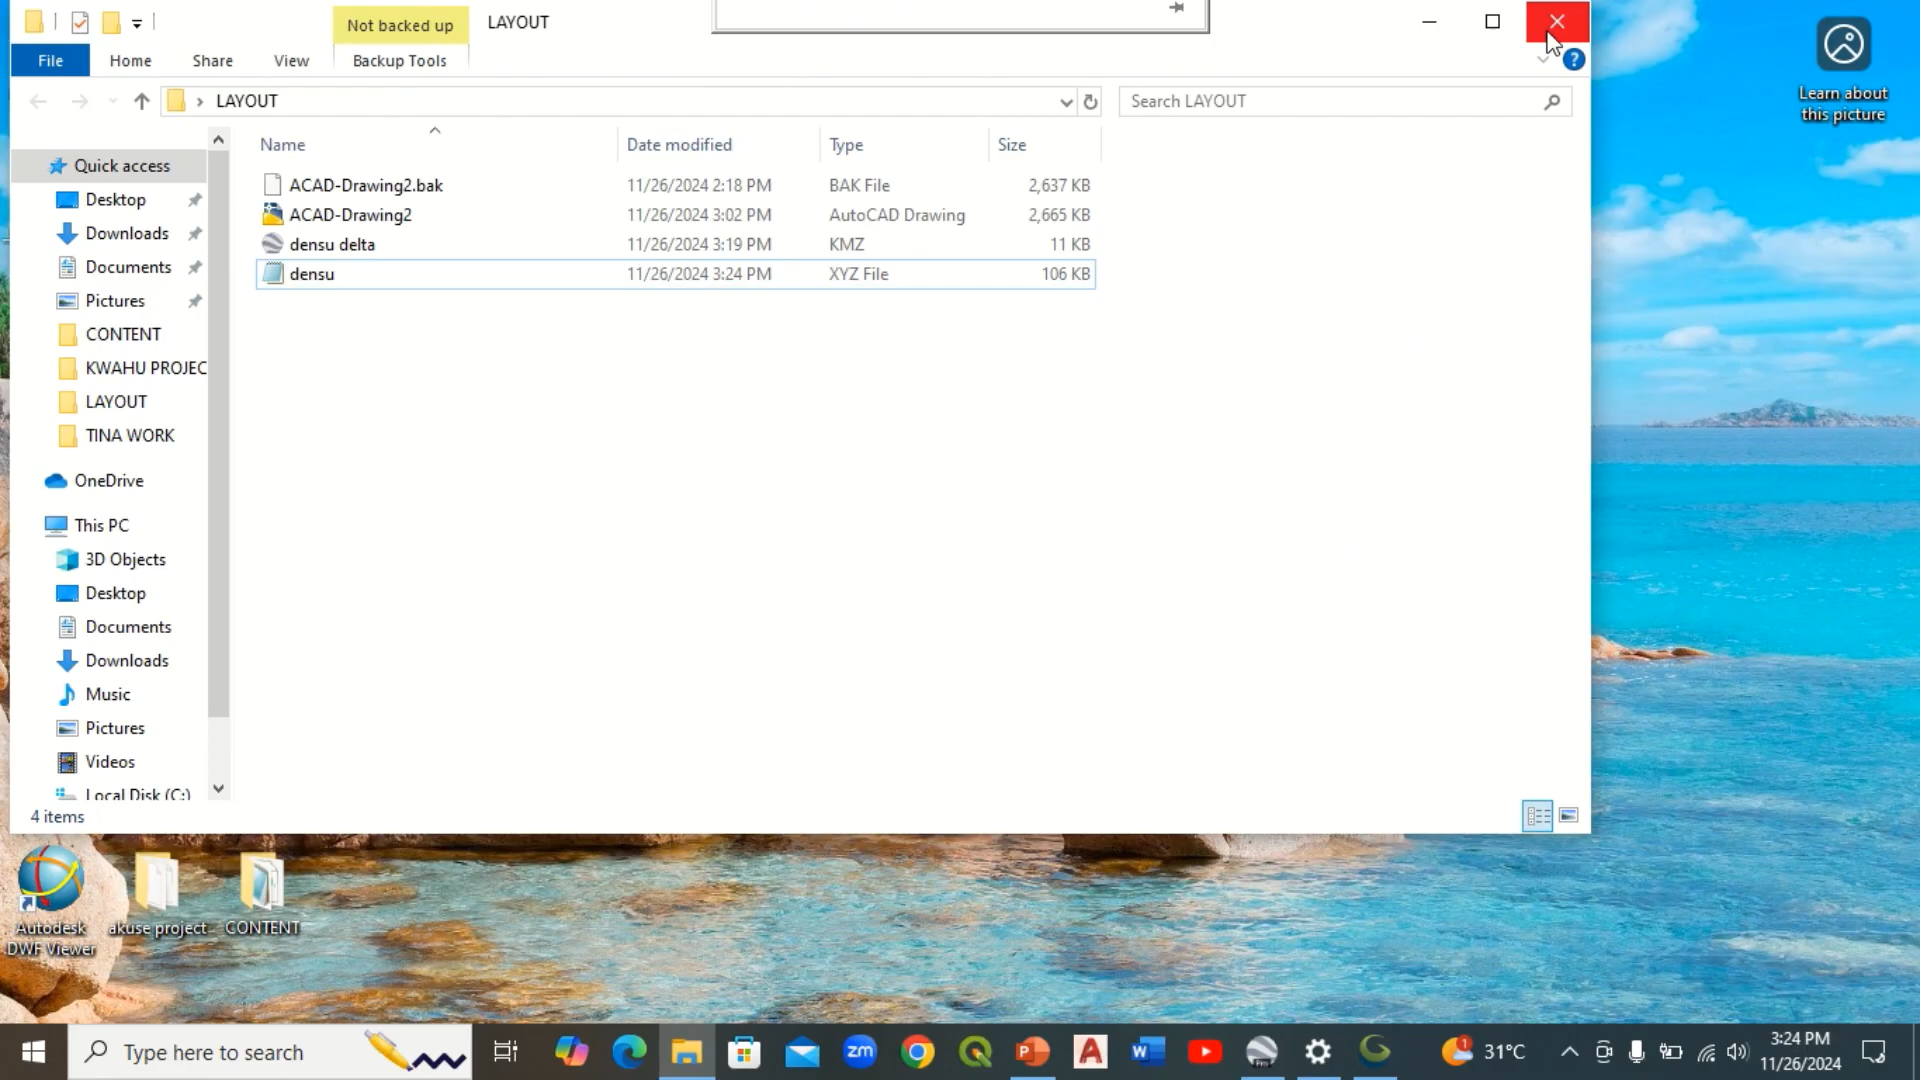 Not backed up
LAYOUT
File
Home
Share
View
Backup Tools
LAYOUT
Search LAYOUT
Name
Date modified
Type
Size
ACAD-Drawing2.bak 11/26/2024 2:18 PM BAK File 2,637 KB
ACAD-Drawing2 11/26/2024 3:02 PM AutoCAD Drawing 2,665 KB
densu delta 11/26/2024 3:19 PM KMZ 11 KB
densu 11/26/2024 3:24 PM XYZ File 106 KB
Quick access
Desktop
Downloads
Documents
Pictures
CONTENT
KWAHU PROJEC
LAYOUT
TINA WORK
OneDrive
This PC
3D Objects
Desktop
Documents
Downloads
Music
Pictures
Videos
Local Disk (C:)
4 items
Learn about
this picture
Autodesk
DWF Viewer
akuse project
CONTENT
Type here to search
zm
31°C
3:24 PM
11/26/2024